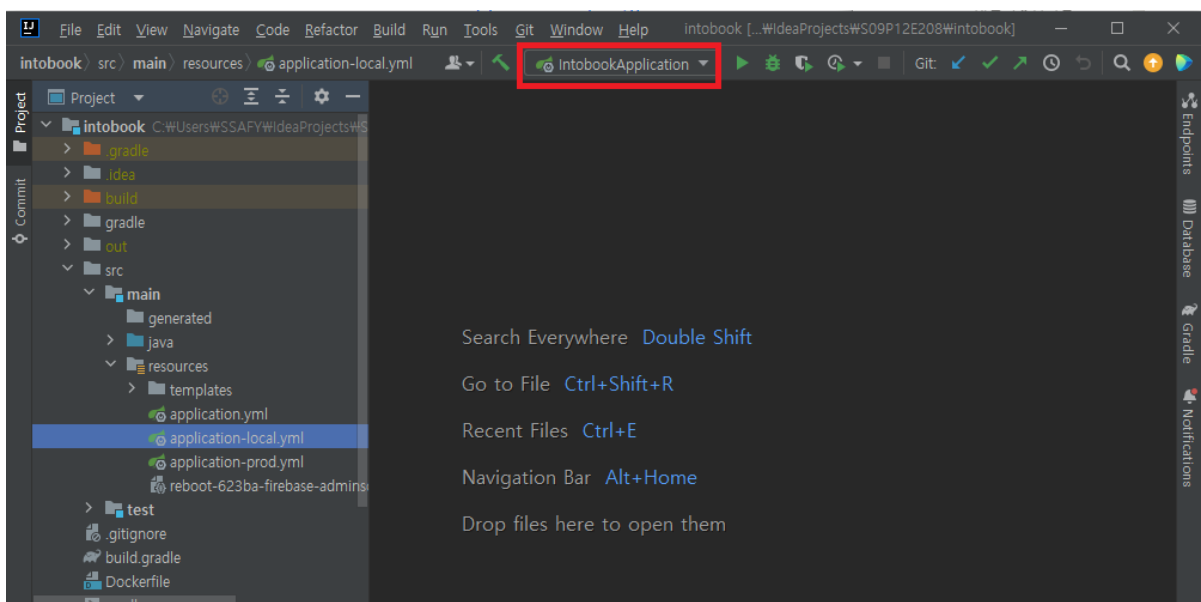 File Edit View Navigate Code Refactor Build Run Tools Git Window Help intobook [...₩IdeaProjects₩S09P12E208₩intobook]
intobook 〉 src 〉 main 〉 resources 〉 application-local.yml IntobookApplication Git:
Project
Project
Commit
intobook C:₩Users₩SSAFY₩IdeaProjects₩S
.gradle
.idea
build
gradle
out
src
main
generated
java
resources
templates
application.yml
application-local.yml
application-prod.yml
reboot-623ba-firebase-admins
test
.gitignore
build.gradle
Dockerfile
Search Everywhere Double Shift
Go to File Ctrl+Shift+R
Recent Files Ctrl+E
Navigation Bar Alt+Home
Drop files here to open them
Endpoints
Database
Gradle
Notifications